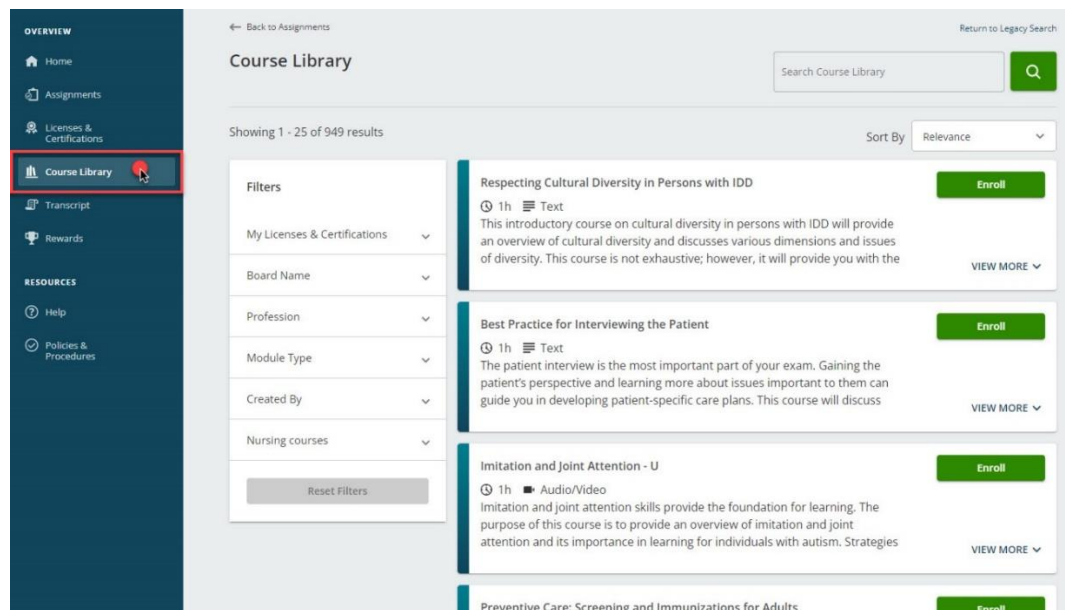 OVERVIEW
Home
Assignments
Licenses &
Certifications
Course Library
Transcript
Rewards
RESOURCES
Help
Policies &
Procedures
← Back to Assignments
Return to Legacy Search
Course Library
Search Course Library
Showing 1 - 25 of 949 results
Sort By
Relevance
Filters
My Licenses & Certifications
Board Name
Profession
Module Type
Created By
Nursing courses
Reset Filters
Respecting Cultural Diversity in Persons with IDD
Enroll
1h Text
This introductory course on cultural diversity in persons with IDD will provide
an overview of cultural diversity and discusses various dimensions and issues
of diversity. This course is not exhaustive; however, it will provide you with the
VIEW MORE
Best Practice for Interviewing the Patient
Enroll
1h Text
The patient interview is the most important part of your exam. Gaining the
patient's perspective and learning more about issues important to them can
guide you in developing patient-specific care plans. This course will discuss
VIEW MORE
Imitation and Joint Attention - U
Enroll
1h Audio/Video
Imitation and joint attention skills provide the foundation for learning. The
purpose of this course is to provide an overview of imitation and joint
attention and its importance in learning for individuals with autism. Strategies
VIEW MORE
Preventive Care: Screening and Immunizations for Adults
Enroll